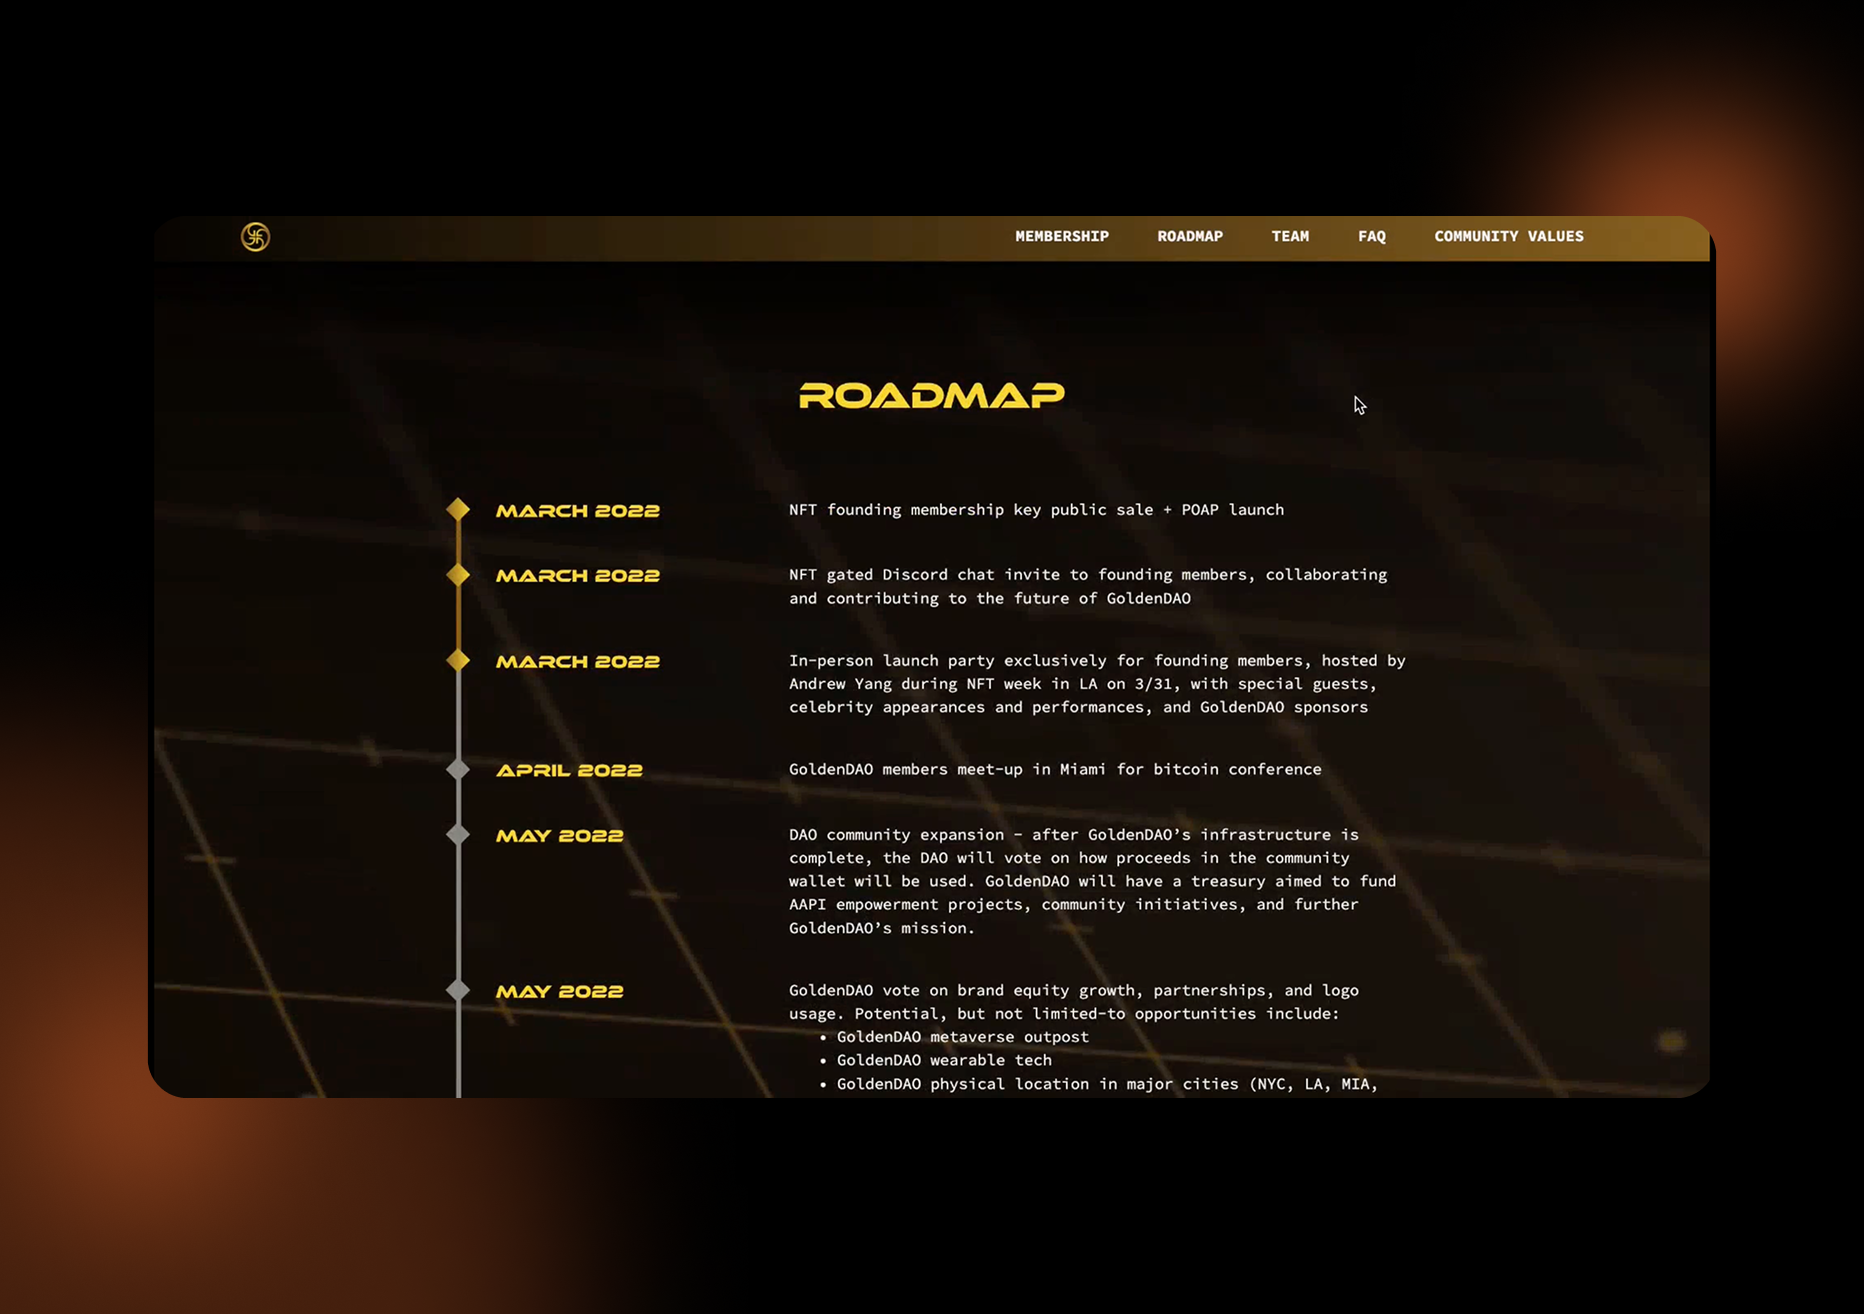 MEMBERSHIP ROADMAP TEAM FAQ COMMUNITY VALUES
ROADMAP
MARCH 2022
NFT founding membership key public sale + POAP launch
MARCH 2022
NFT gated Discord chat invite to founding members, collaborating
and contributing to the future of GoldenDAO
MARCH 2022
In-person launch party exclusively for founding members, hosted by
Andrew Yang during NFT week in LA on 3/31, with special guests,
celebrity appearances and performances, and GoldenDAO sponsors
APRIL 2022
GoldenDAO members meet-up in Miami for bitcoin conference
MAY 2022
DAO community expansion – after GoldenDAO’s infrastructure is
complete, the DAO will vote on how proceeds in the community
wallet will be used. GoldenDAO will have a treasury aimed to fund
AAPI empowerment projects, community initiatives, and further
GoldenDAO’s mission.
MAY 2022
GoldenDAO vote on brand equity growth, partnerships, and logo
usage. Potential, but not limited-to opportunities include:
• GoldenDAO metaverse outpost
• GoldenDAO wearable tech
• GoldenDAO physical location in major cities (NYC, LA, MIA,